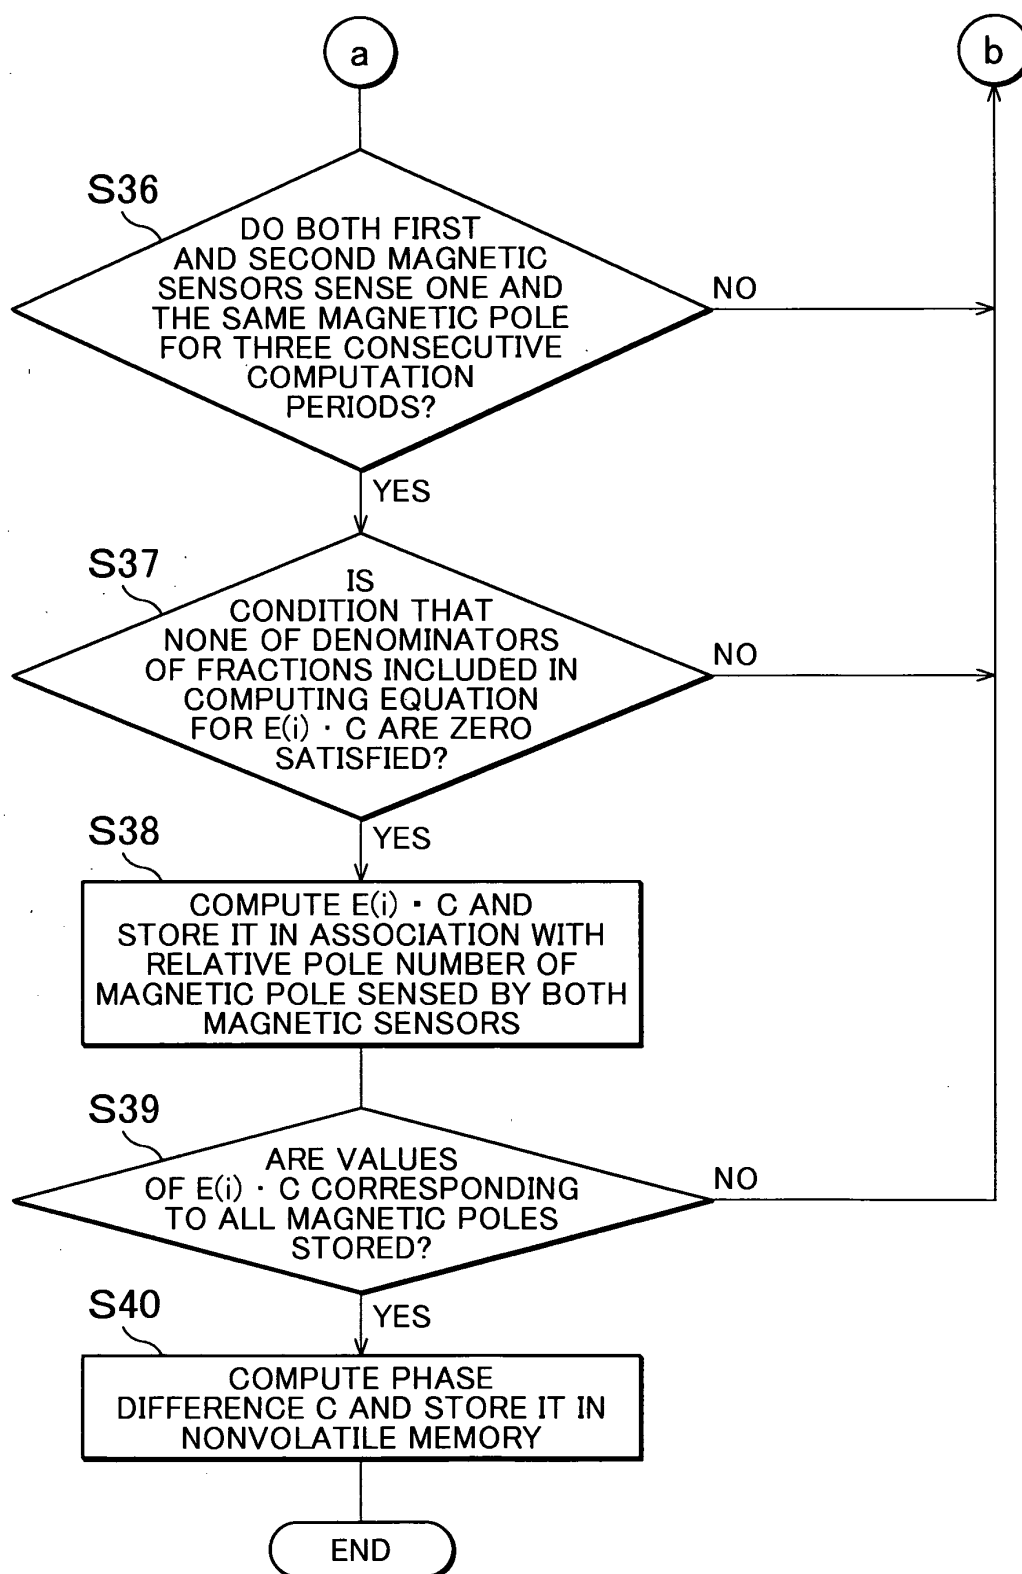 a
b
S36
DO BOTH FIRST
AND SECOND MAGNETIC
SENSORS SENSE ONE AND
THE SAME MAGNETIC POLE
FOR THREE CONSECUTIVE
COMPUTATION
PERIODS?
NO
YES
S37
IS
CONDITION THAT
NONE OF DENOMINATORS
OF FRACTIONS INCLUDED IN
COMPUTING EQUATION
FOR E(i) · C ARE ZERO
SATISFIED?
NO
YES
S38
COMPUTE E(i) · C AND
STORE IT IN ASSOCIATION WITH
RELATIVE POLE NUMBER OF
MAGNETIC POLE SENSED BY BOTH
MAGNETIC SENSORS
S39
ARE VALUES
OF E(i) · C CORRESPONDING
TO ALL MAGNETIC POLES
STORED?
NO
YES
S40
COMPUTE PHASE
DIFFERENCE C AND STORE IT IN
NONVOLATILE MEMORY
END